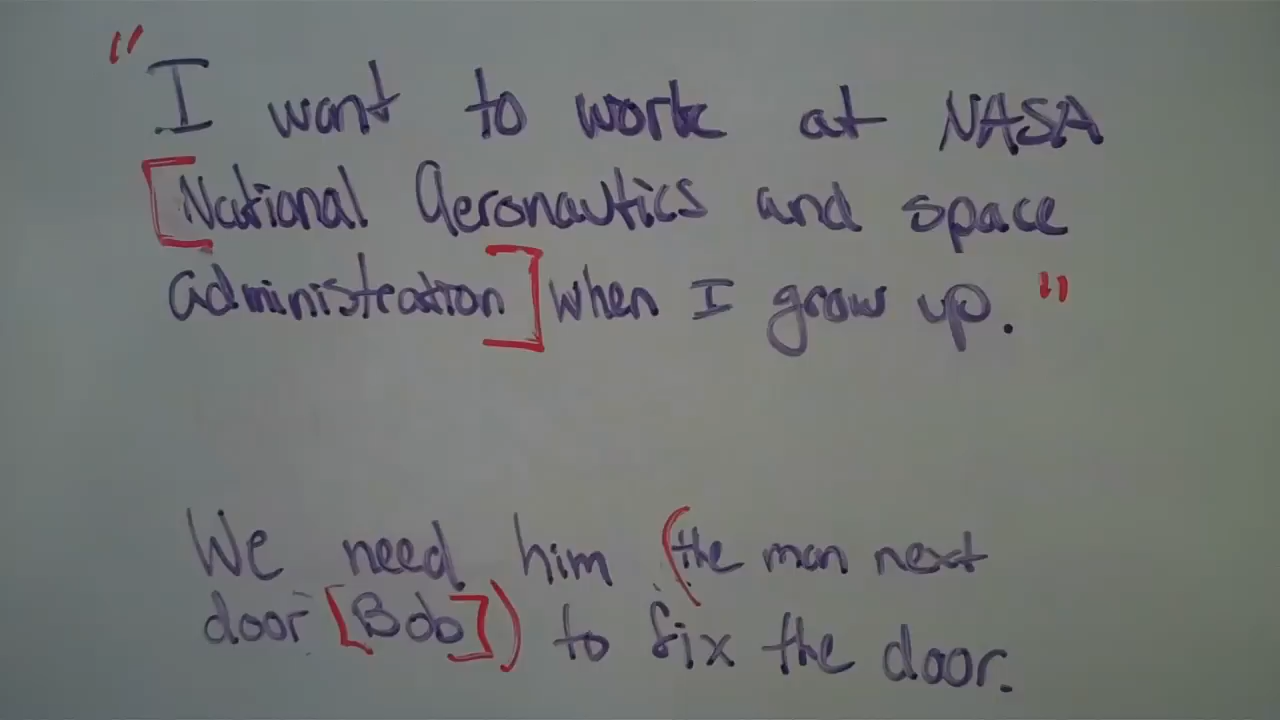 "I want to work at NASA
[National Aeronautics and space
administration] when I grow up."
We need him (the man next
door [Bob]) to fix the door.